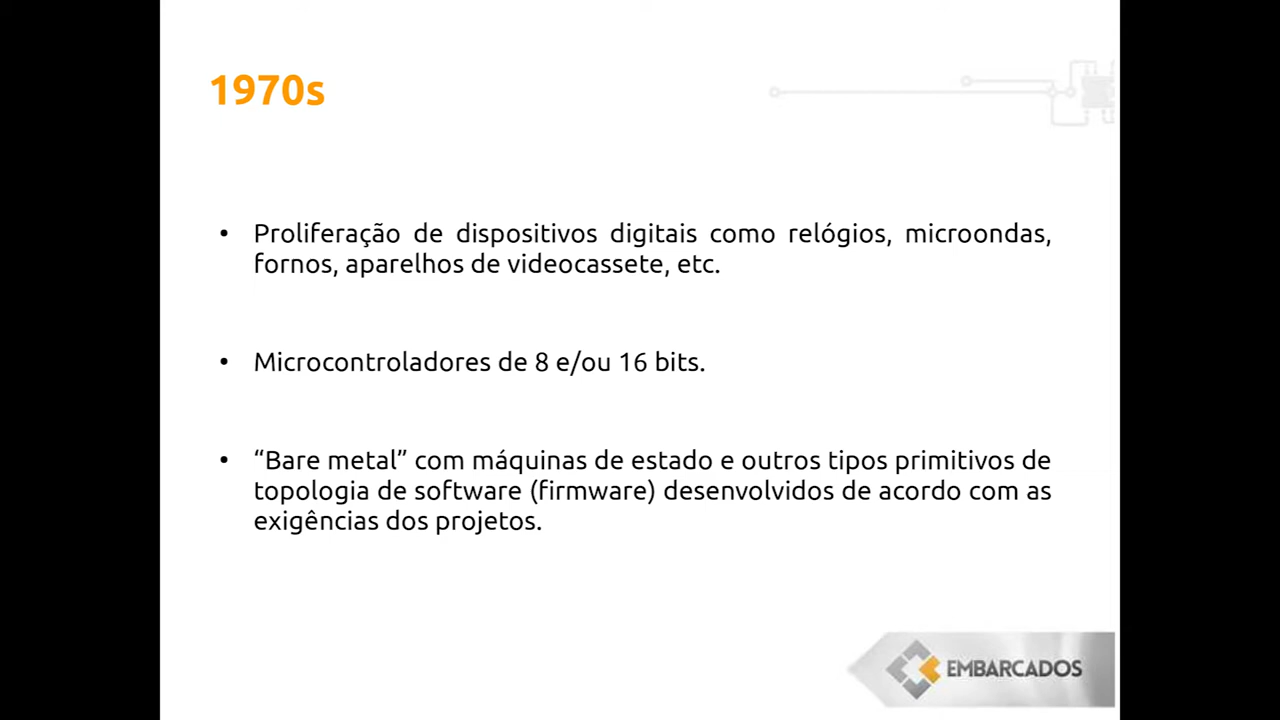 1970s
• Proliferação de dispositivos digitais como relógios, microondas,
fornos, aparelhos de videocassete, etc.
• Microcontroladores de 8 e/ou 16 bits.
• “Bare metal” com máquinas de estado e outros tipos primitivos de
topologia de software (firmware) desenvolvidos de acordo com as
exigências dos projetos.
EMBARCADOS